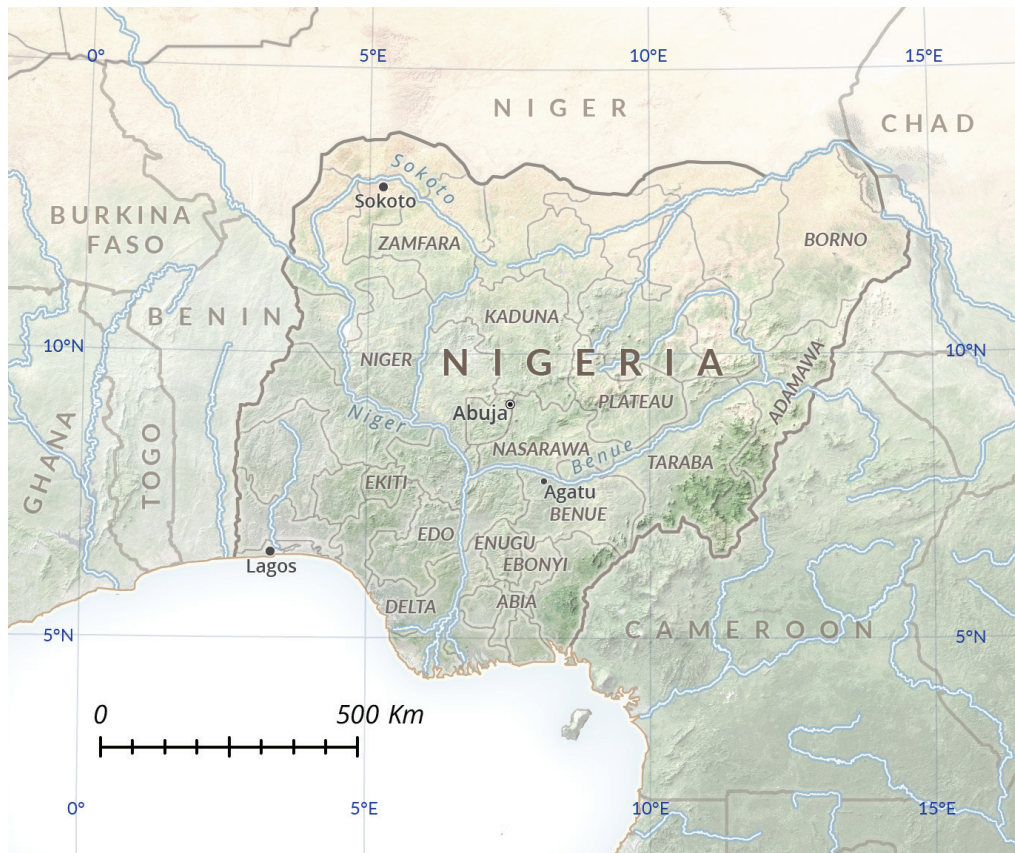 0° 5°E 10°E 15°E
NIGER
CHAD
Sokoto
Sokoto
BURKINA
FASO
ZAMFARA
BORNO
BENIN
KADUNA
10°N
NIGER
NIGERIA
10°N
ADAMAWA
PLATEAU
Abuja
Niger
GHANA
TOGO
NASARAWA
Benue
TARABA
EKITI
Agatu
BENUE
EDO
ENUGU
EBONYI
Lagos
DELTA
ABIA
5°N
CAMEROON
5°N
0 500 Km
0° 5°E 10°E 15°E